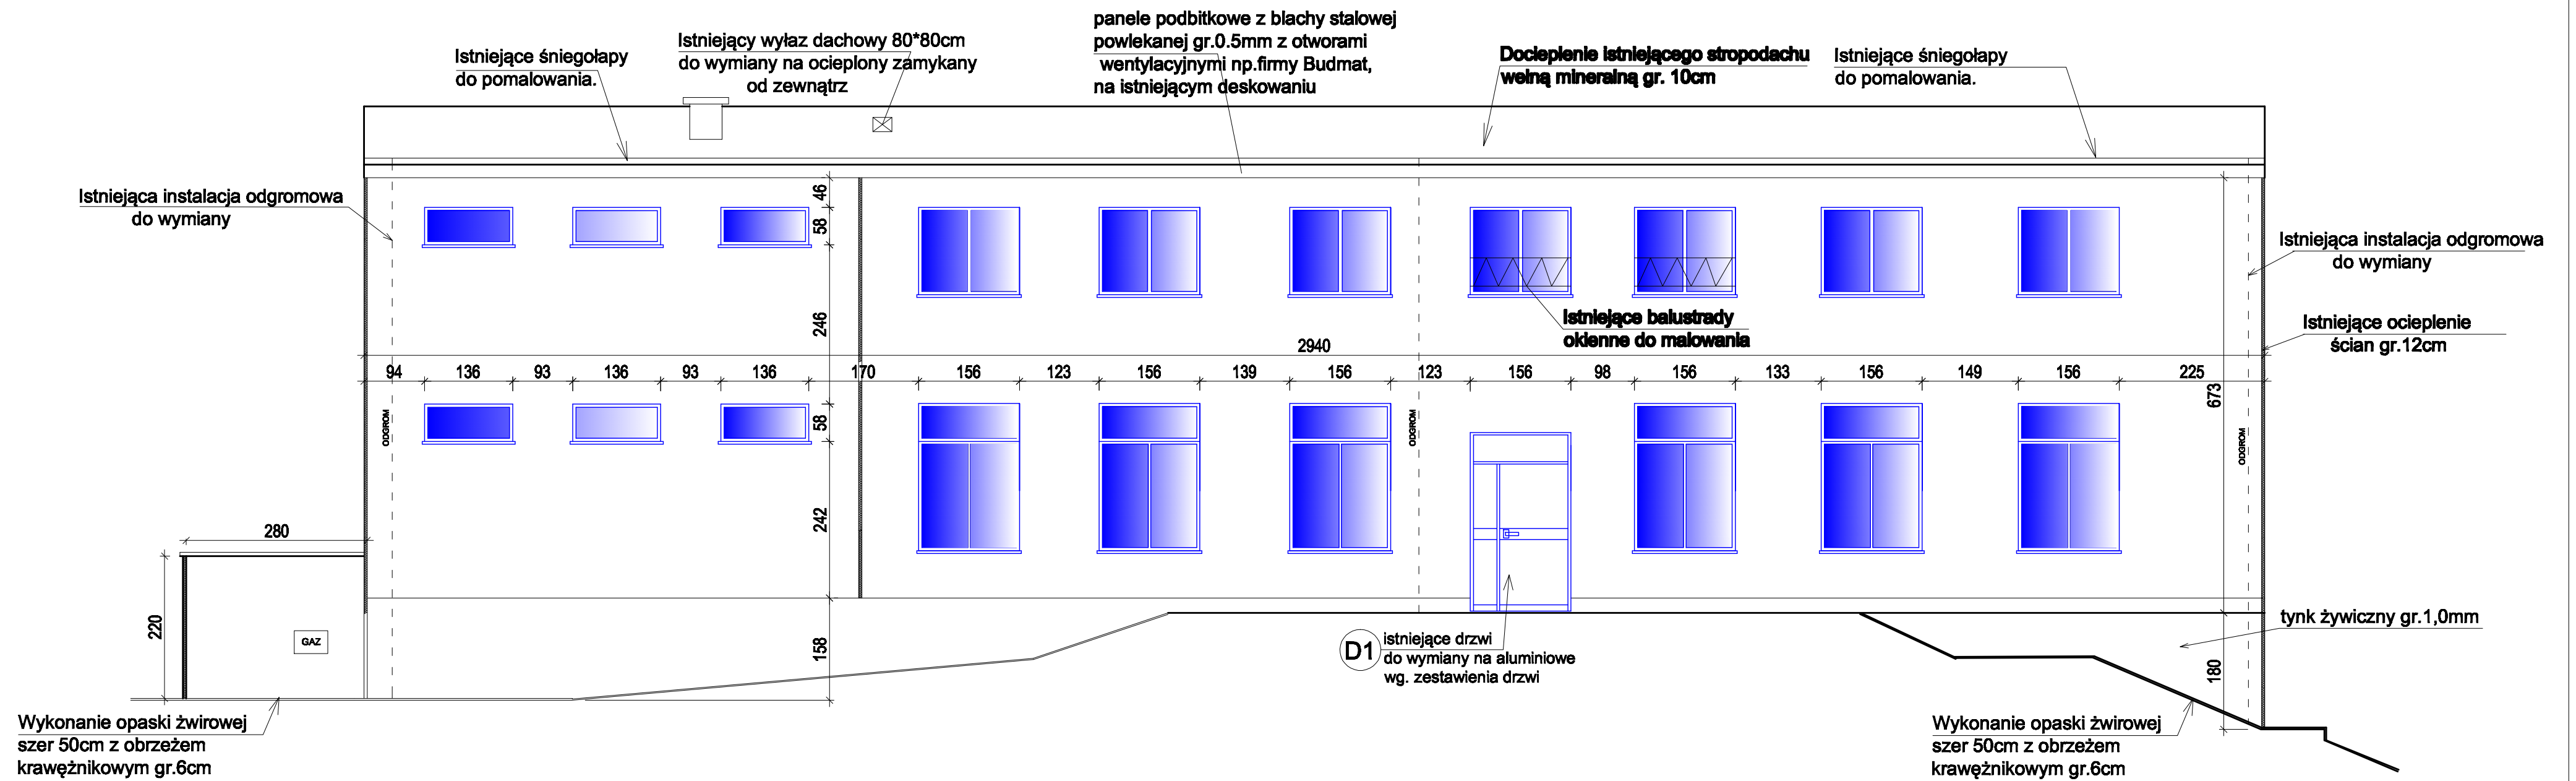 Istniejące śniegołapy
do pomalowania.
Istniejący wyłaz dachowy 80*80cm
do wymiany na ocieplony zamykany
od zewnątrz
panele podbitkowe z blachy stalowej
powlekanej gr.0.5mm z otworami
wentylacyjnymi np.firmy Budmat,
na istniejącym deskowaniu
Docieplenie istniejącego stropodachu
wełną mineralną gr. 10cm
Istniejące śniegołapy
do pomalowania.
Istniejąca instalacja odgromowa
do wymiany
46
58
246
58
242
158
Istniejąca instalacja odgromowa
do wymiany
Istniejące balustrady
okienne do malowania
Istniejące ocieplenie
ścian gr.12cm
2940
94 136 93 136 93 136 170 156 123 156 139 156 123 156 98 156 133 156 149 156 225
673
180
ODGROM
ODGROM
ODGROM
280
220
GAZ
D1
istniejące drzwi
do wymiany na aluminiowe
wg. zestawienia drzwi
tynk żywiczny gr.1,0mm
Wykonanie opaski żwirowej
szer 50cm z obrzeżem
krawężnikowym gr.6cm
Wykonanie opaski żwirowej
szer 50cm z obrzeżem
krawężnikowym gr.6cm